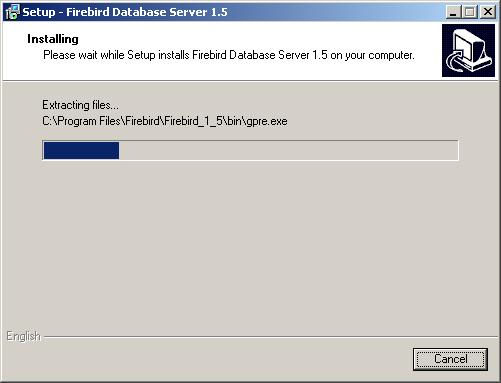 Setup - Firebird Database Server 1.5
Installing
Please wait while Setup installs Firebird Database Server 1.5 on your computer.
Extracting files...
C:\Program Files\Firebird\Firebird_1_5\bin\gpre.exe
English
Cancel